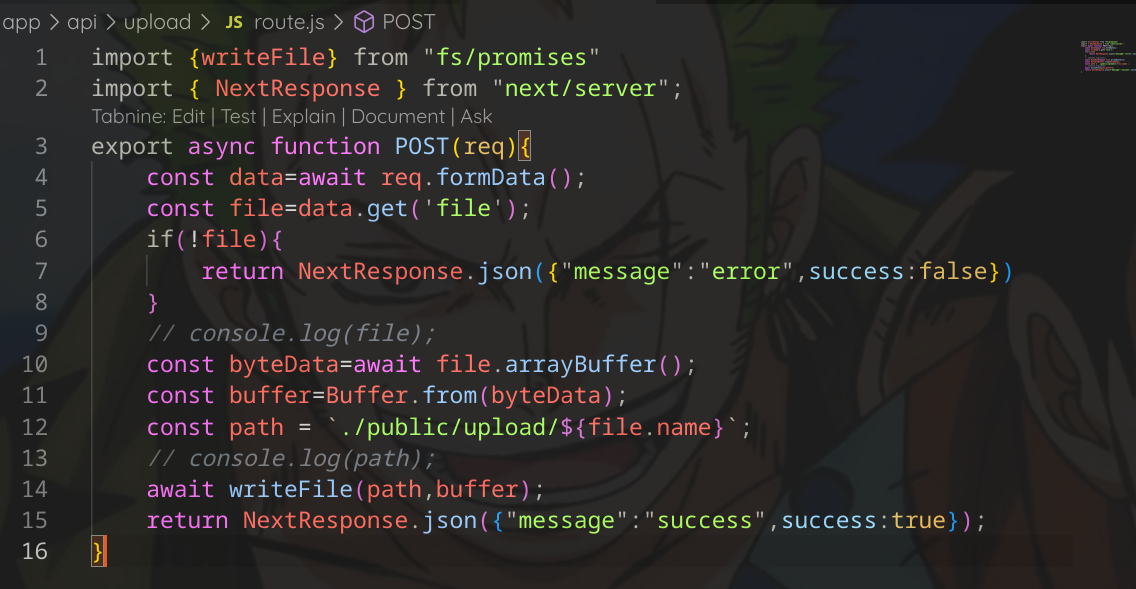 app > api > upload > JS route.js > POST
1 import {writeFile} from "fs/promises"
2 import { NextResponse } from "next/server";
Tabnine: Edit | Test | Explain | Document | Ask
3 export async function POST(req){
4 const data=await req.formData();
5 const file=data.get('file');
6 if(!file){
7 return NextResponse.json({"message":"error",success:false})
8 }
9 // console.log(file);
10 const byteData=await file.arrayBuffer();
11 const buffer=Buffer.from(byteData);
12 const path = `./public/upload/${file.name}`;
13 // console.log(path);
14 await writeFile(path,buffer);
15 return NextResponse.json({"message":"success",success:true});
16 }